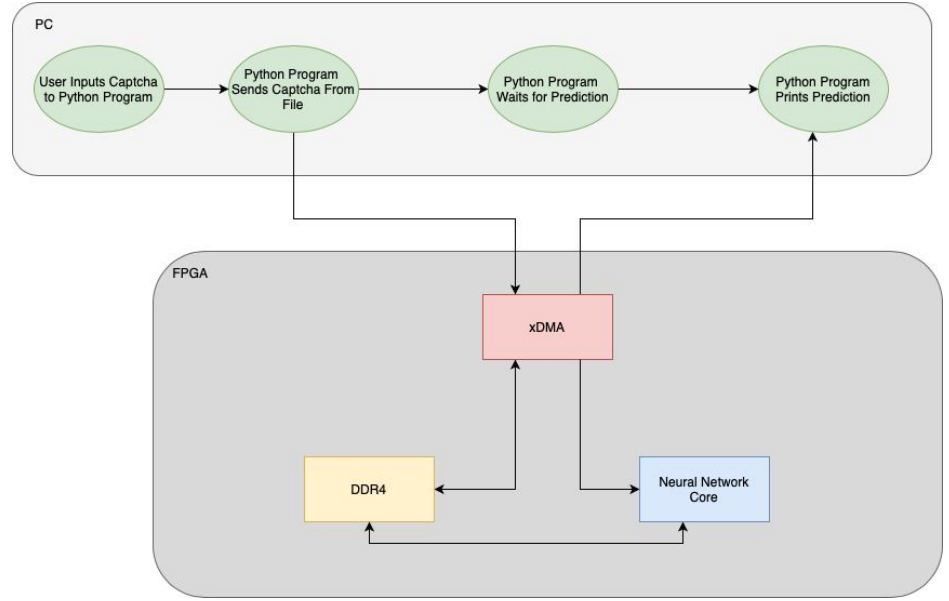 PC
User Inputs Captcha
to Python Program
Python Program
Sends Captcha From
File
Python Program
Waits for Prediction
Python Program
Prints Prediction
FPGA
xDMA
DDR4
Neural Network
Core